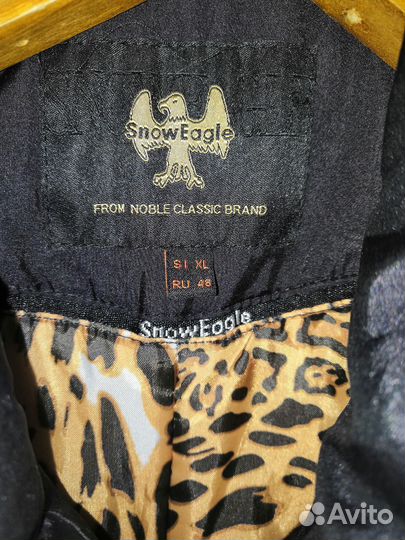 SnowEagle
FROM NOBLE CLASSIC BRAND
SI XL
RU 48
SnowEagle
Avito